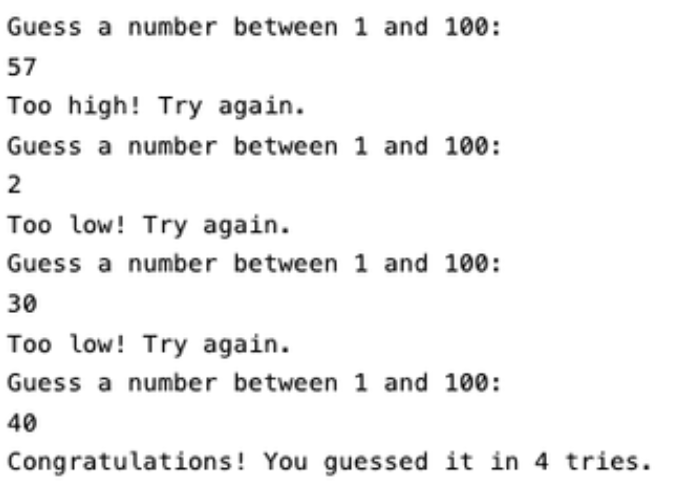 Guess a number between 1 and 100:
57
Too high! Try again.
Guess a number between 1 and 100:
2
Too low! Try again.
Guess a number between 1 and 100:
30
Too low! Try again.
Guess a number between 1 and 100:
40
Congratulations! You guessed it in 4 tries.